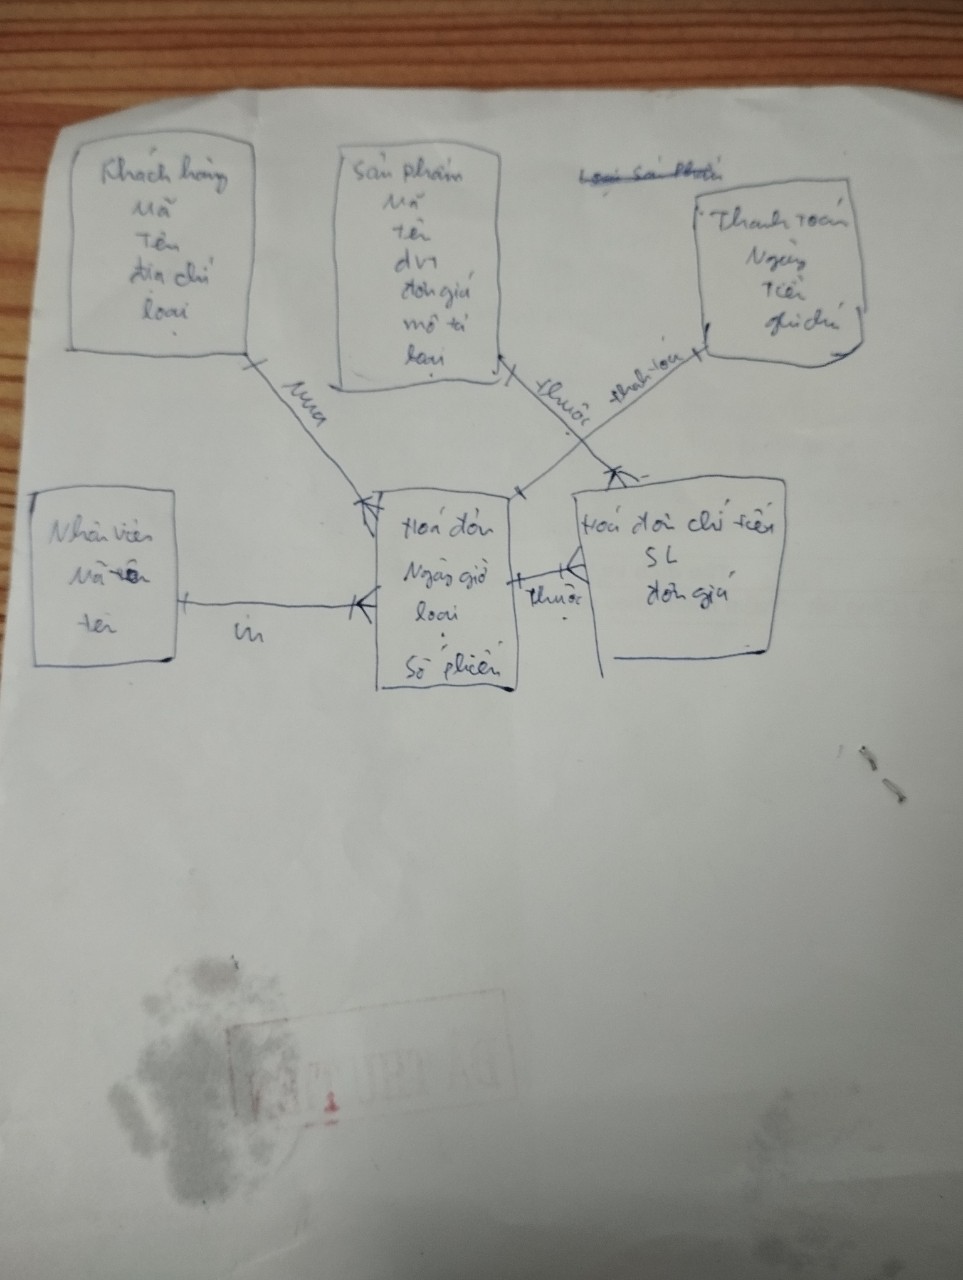 Khách hàng
Mã
Tên
địa chỉ
loại
Sản phẩm
Mã
tên
dvt
đơn giá
mô tả
loại
Loại Sản Phẩm
Thanh toán
Ngày
tiền
ghi chú
Mua
thuộc
thanh toán
Nhân viên
Mã
tên
in
Hoá đơn
Ngày giờ
loại
Số phiếu
thuộc
Hoá đơn chi tiết
SL
đơn giá